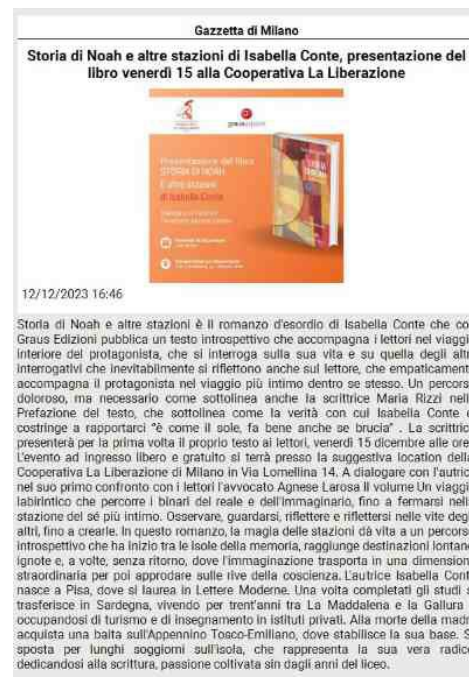 Gazzetta di Milano
Storia di Noah e altre stazioni di Isabella Conte, presentazione del
libro venerdì 15 alla Cooperativa La Liberazione
Presentazione del libro
STORIA DI NOAH
E altre stazioni
di Isabella Conte
12/12/2023 16:46
Storia di Noah e altre stazioni è il romanzo d'esordio di Isabella Conte che co
Graus Edizioni pubblica un testo introspettivo che accompagna i lettori nel viaggi
interiore del protagonista, che si interroga sulla sua vita e su quella degli altr
interrogativi che inevitabilmente si riflettono anche sul lettore, che empaticament
accompagna il protagonista nel viaggio più intimo dentro se stesso. Un percors
doloroso, ma necessario come sottolinea anche la scrittrice Maria Rizzi nell
Prefazione del testo, che sottolinea come la verità con cui Isabella Conte
costringe a rapportarci "è come il sole, fa bene anche se brucia" . La scrittric
presenterà per la prima volta il proprio testo ai lettori, venerdì 15 dicembre alle ore
L'evento ad ingresso libero e gratuito si terrà presso la suggestiva location dell
Cooperativa La Liberazione di Milano in Via Lomellina 14. A dialogare con l'autric
nel suo primo confronto con i lettori l'avvocato Agnese Larosa Il volume Un viaggi
labirintico che percorre i binari del reale e dell'immaginario, fino a fermarsi nell
stazione del sé più intimo. Osservare, guardarsi, riflettere e riflettersi nelle vite deg
altri, fino a crearle. In questo romanzo, la magia delle stazioni dà vita a un percors
introspettivo che ha inizio tra le isole della memoria, raggiunge destinazioni lontan
ignote e, a volte, senza ritorno, dove l'immaginazione trasporta in una dimension
straordinaria per poi approdare sulle rive della coscienza. L'autrice Isabella Cont
nasce a Pisa, dove si laurea in Lettere Moderne. Una volta completati gli studi s
trasferisce in Sardegna, vivendo per trent'anni tra La Maddalena e la Gallura
occupandosi di turismo e di insegnamento in istituti privati. Alla morte della madr
acquista una baita sull'Appennino Tosco-Emiliano, dove stabilisce la sua base. S
sposta per lunghi soggiorni sull'isola, che rappresenta la sua vera radic
dedicandosi alla scrittura, passione coltivata sin dagli anni del liceo.